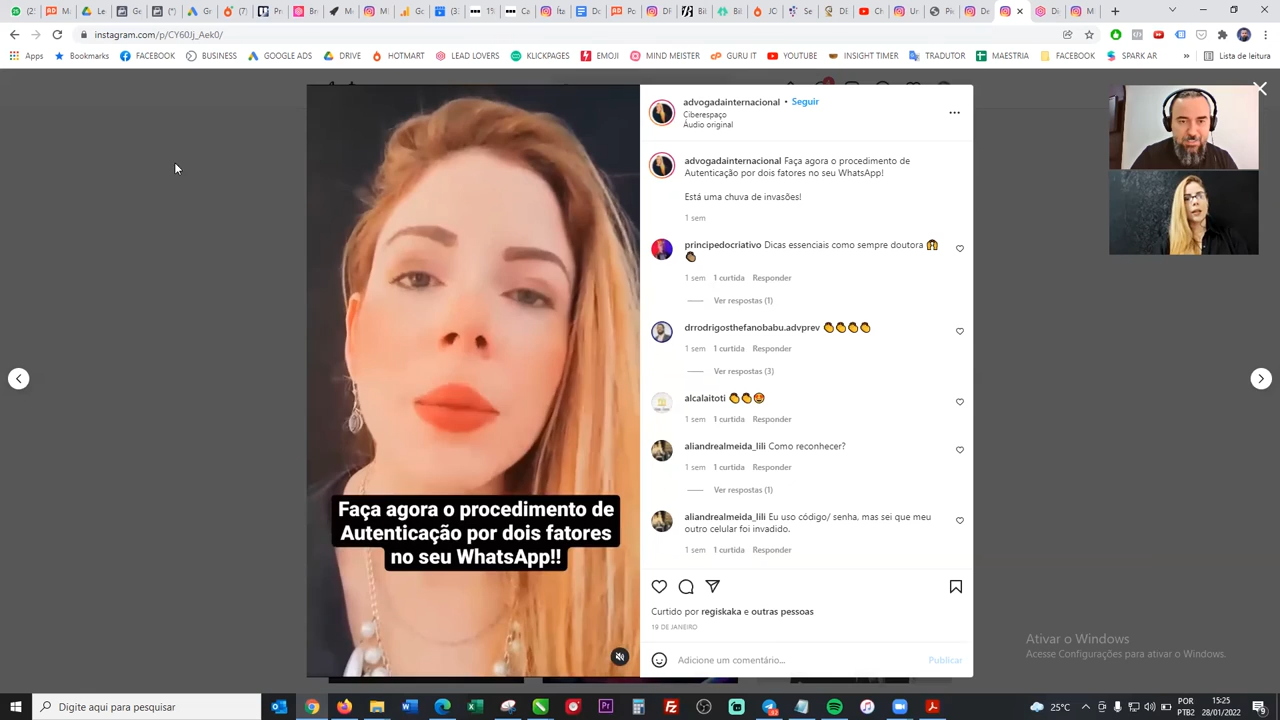 instagram.com/p/CY60Jj_Aek0/
Apps
Bookmarks
FACEBOOK
BUSINESS
GOOGLE ADS
DRIVE
HOTMART
LEAD LOVERS
KLICKPAGES
EMOJI
MIND MEISTER
GURU IT
YOUTUBE
INSIGHT TIMER
TRADUTOR
MAESTRIA
FACEBOOK
SPARK AR
»
Lista de leitura
advogadainternacional • Seguir
Ciberespaço
Áudio original
advogadainternacional Faça agora o procedimento de
Autenticação por dois fatores no seu WhatsApp!
Está uma chuva de invasões!
1 sem
principedocriativo Dicas essenciais como sempre doutora
1 sem 1 curtida Responder
Ver respostas (1)
drrodrigosthefanobabu.advprev
1 sem 1 curtida Responder
Ver respostas (3)
alcalaitoti
1 sem 1 curtida Responder
aliandrealmeida_lili Como reconhecer?
1 sem 1 curtida Responder
Ver respostas (1)
aliandrealmeida_lili Eu uso código/ senha, mas sei que meu
outro celular foi invadido.
1 sem 1 curtida Responder
Faça agora o procedimento de
Autenticação por dois fatores
no seu WhatsApp!!
Curtido por regiskaka e outras pessoas
19 DE JANEIRO
Adicione um comentário... Publicar
Ativar o Windows
Acesse Configurações para ativar o Windows.
Digite aqui para pesquisar
25°C
POR
PTB2
15:25
28/01/2022